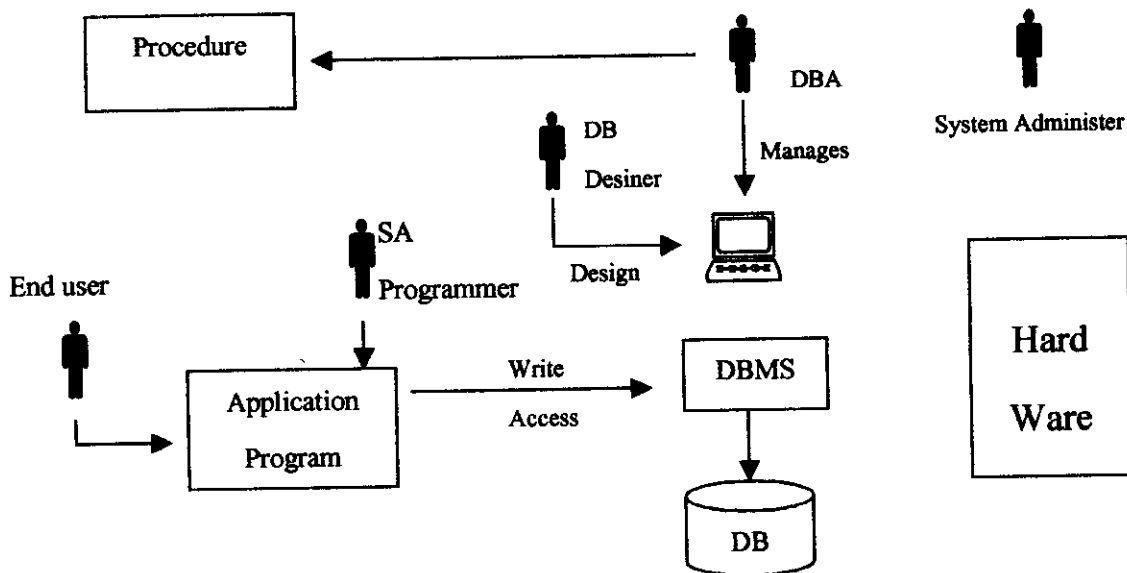 Procedure
DBA
System Administer
DB
Desiner
Manages
SA
Programmer
Design
End user
Hard
Ware
Write
Access
DBMS
Application
Program
DB